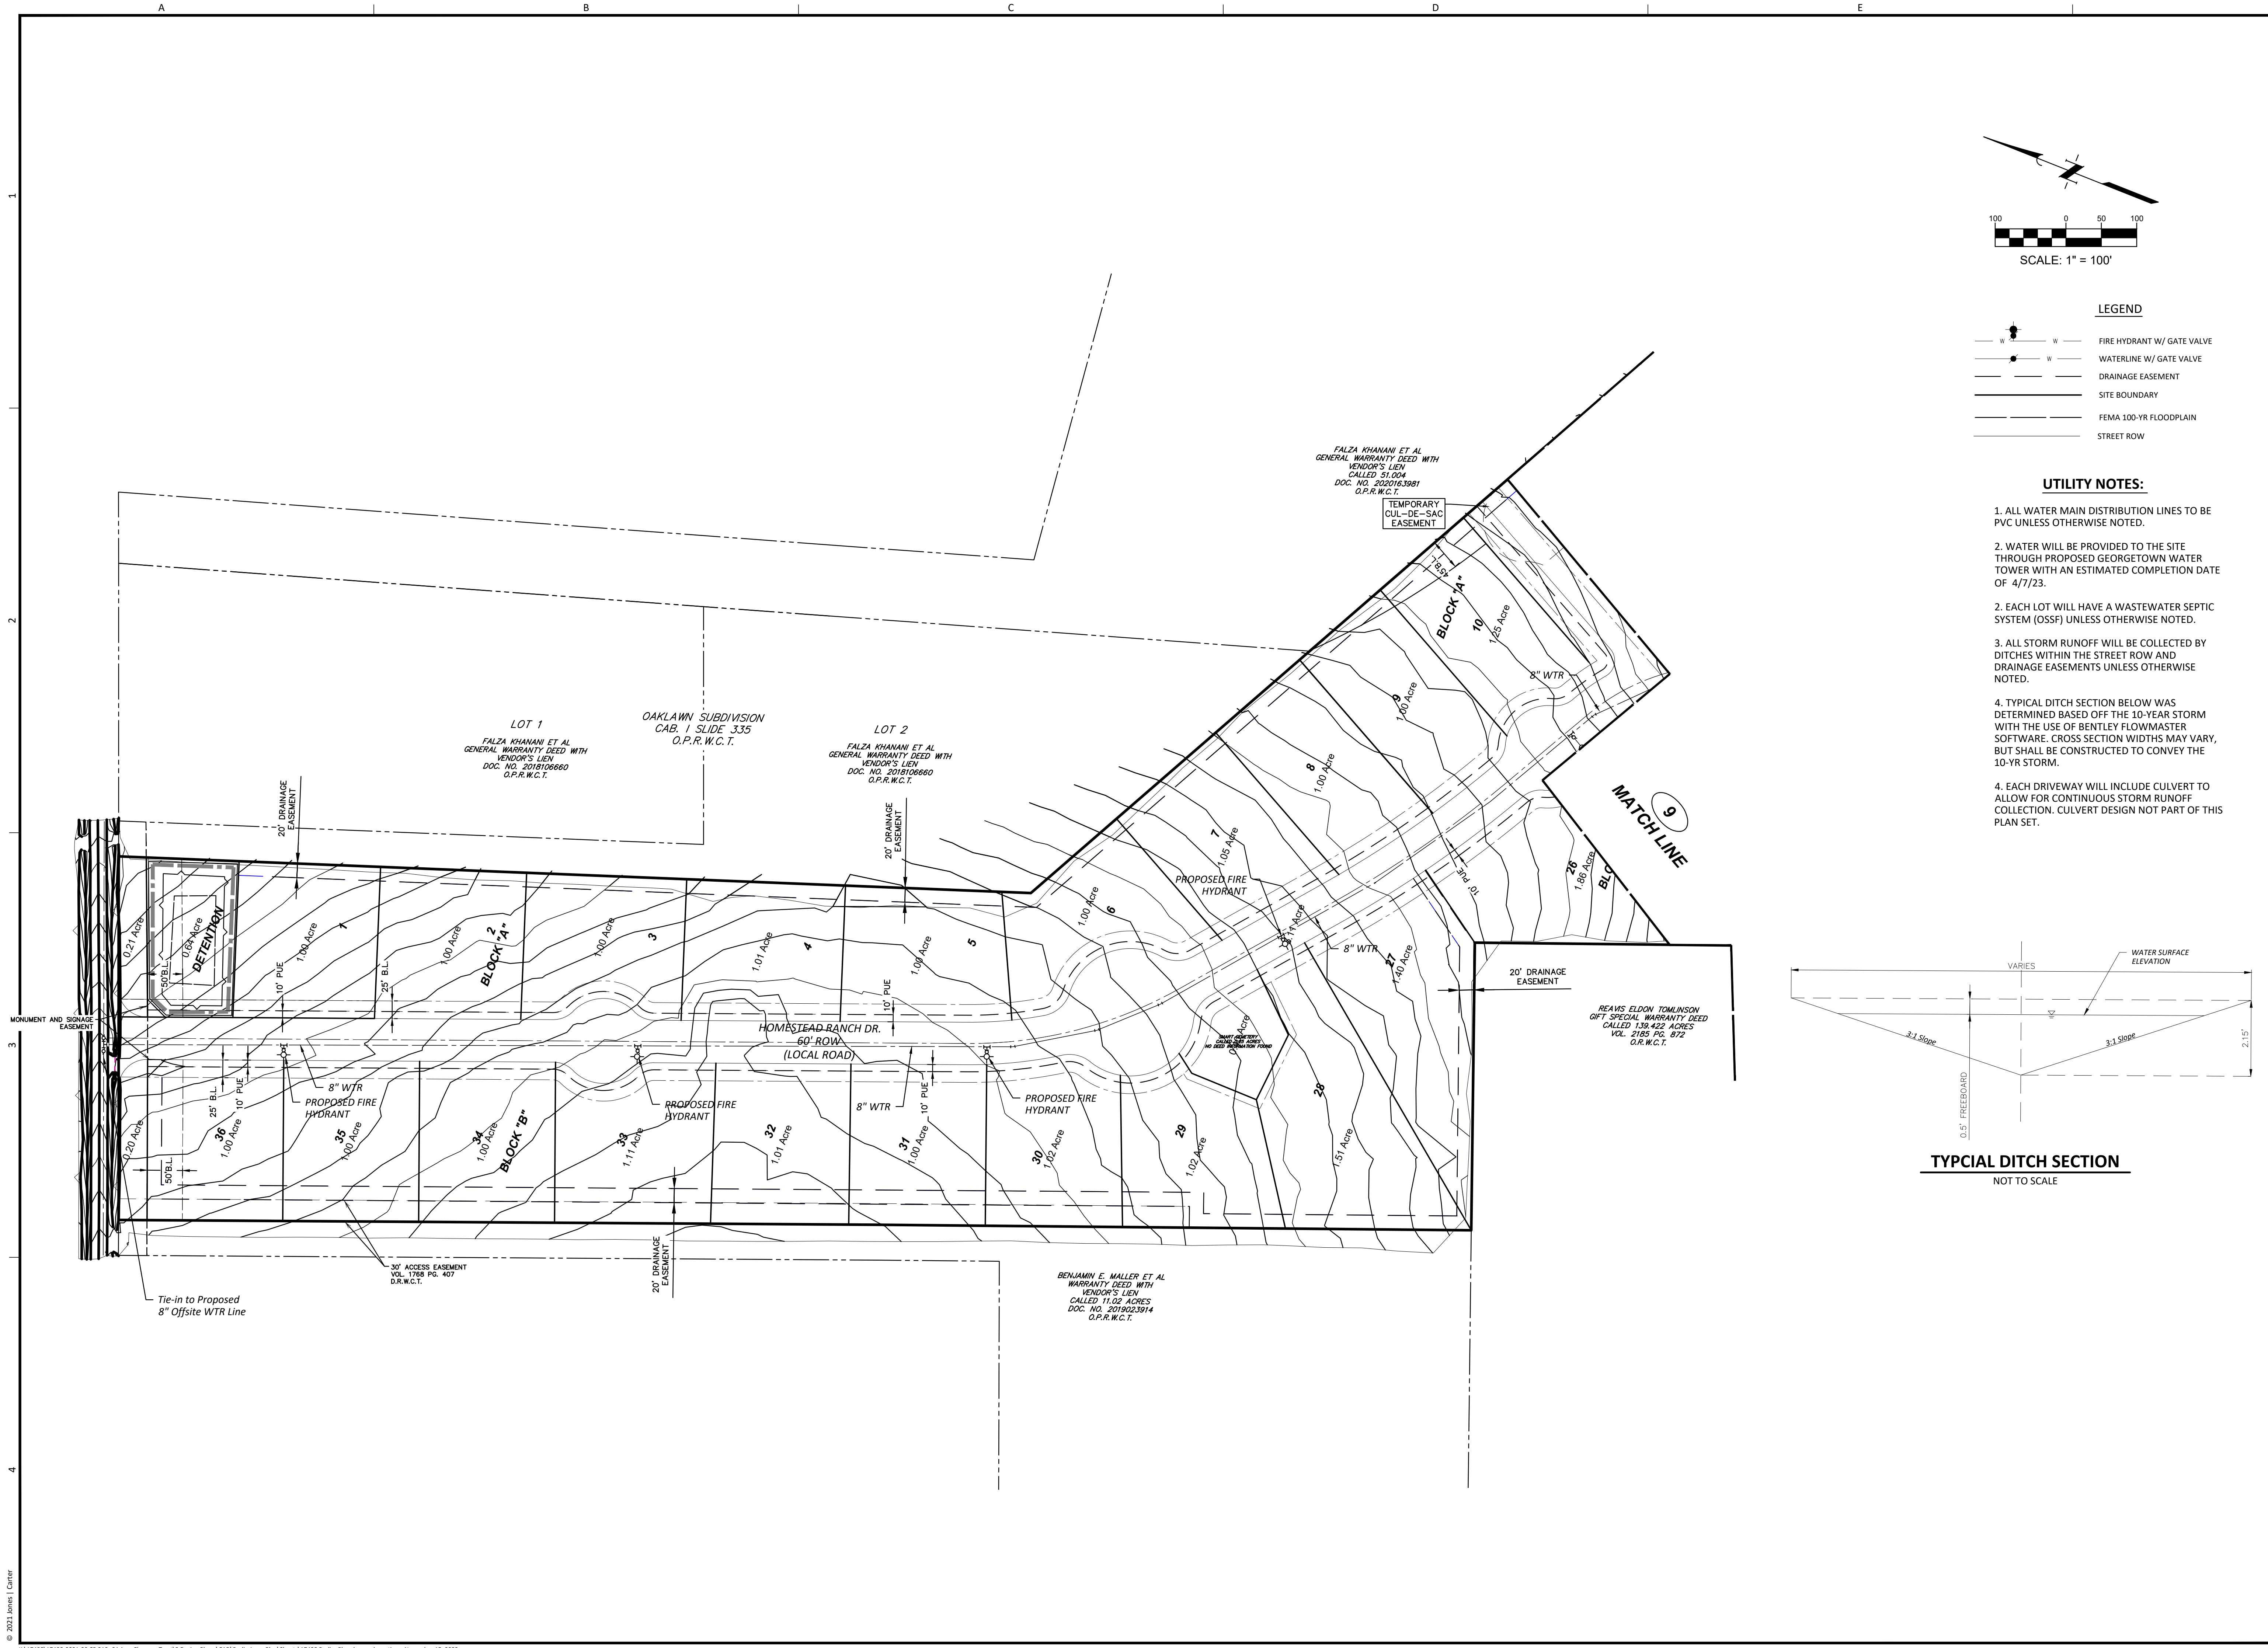 A
B
C
D
E
1
2
3
4
100
0
50
100
SCALE: 1" = 100'
LEGEND
W
W
FIRE HYDRANT W/ GATE VALVE
W
WATERLINE W/ GATE VALVE
DRAINAGE EASEMENT
SITE BOUNDARY
FEMA 100-YR FLOODPLAIN
STREET ROW
UTILITY NOTES:
1. ALL WATER MAIN DISTRIBUTION LINES TO BE
PVC UNLESS OTHERWISE NOTED.
2. WATER WILL BE PROVIDED TO THE SITE
THROUGH PROPOSED GEORGETOWN WATER
TOWER WITH AN ESTIMATED COMPLETION DATE
OF 4/7/23.
2. EACH LOT WILL HAVE A WASTEWATER SEPTIC
SYSTEM (OSSF) UNLESS OTHERWISE NOTED.
3. ALL STORM RUNOFF WILL BE COLLECTED BY
DITCHES WITHIN THE STREET ROW AND
DRAINAGE EASEMENTS UNLESS OTHERWISE
NOTED.
4. TYPICAL DITCH SECTION BELOW WAS
DETERMINED BASED OFF THE 10-YEAR STORM
WITH THE USE OF BENTLEY FLOWMASTER
SOFTWARE. CROSS SECTION WIDTHS MAY VARY,
BUT SHALL BE CONSTRUCTED TO CONVEY THE
10-YR STORM.
4. EACH DRIVEWAY WILL INCLUDE CULVERT TO
ALLOW FOR CONTINUOUS STORM RUNOFF
COLLECTION. CULVERT DESIGN NOT PART OF THIS
PLAN SET.
FALZA KHANANI ET AL
GENERAL WARRANTY DEED WITH
VENDOR'S LIEN
CALLED 51.004
DOC. NO. 2020163981
O.P.R.W.C.T.
TEMPORARY
CUL-DE-SAC
EASEMENT
45'B.L.
BLOCK "A"
10
1.25 Acre
8" WTR
9
1.00 Acre
8
1.00 Acre
7
1.05 Acre
PROPOSED FIRE
HYDRANT
10' PUE
MATCH LINE
9
26
1.86 Acre
LOT 1
FALZA KHANANI ET AL
GENERAL WARRANTY DEED WITH
VENDOR'S LIEN
DOC. NO. 2018106660
O.P.R.W.C.T.
OAKLAWN SUBDIVISION
CAB. I SLIDE 335
O.P.R.W.C.T.
LOT 2
FALZA KHANANI ET AL
GENERAL WARRANTY DEED WITH
VENDOR'S LIEN
DOC. NO. 2018106660
O.P.R.W.C.T.
20' DRAINAGE
EASEMENT
20' DRAINAGE
EASEMENT
0.21 Acre
0.64 Acre
DETENTION
50'B.L.
1
1.00 Acre
10' PUE
25' B.L.
2
1.00 Acre
BLOCK "A"
3
1.00 Acre
4
1.01 Acre
5
1.00 Acre
10' PUE
6
1.00 Acre
MONUMENT AND SIGNAGE
EASEMENT
HOMESTEAD RANCH DR.
60' ROW
(LOCAL ROAD)
8" WTR
27
1.40 Acre
20' DRAINAGE
EASEMENT
REAVIS ELDON TOMLINSON
GIFT SPECIAL WARRANTY DEED
CALLED 139.422 ACRES
VOL. 2185 PG. 872
O.R.W.C.T.
25' B.L.
10' PUE
8" WTR
PROPOSED FIRE
HYDRANT
PROPOSED FIRE
HYDRANT
8" WTR
10' PUE
PROPOSED FIRE
HYDRANT
0.20 Acre
50'B.L.
36
1.00 Acre
35
1.00 Acre
34
1.00 Acre
BLOCK "B"
33
1.11 Acre
32
1.01 Acre
31
1.00 Acre
30
1.02 Acre
29
1.02 Acre
28
1.51 Acre
NO DEED INFORMATION FOUND
30' ACCESS EASEMENT
VOL. 1768 PG. 407
D.R.W.C.T.
20' DRAINAGE
EASEMENT
Tie-in to Proposed
8" Offsite WTR Line
BENJAMIN E. MALLER ET AL
WARRANTY DEED WITH
VENDOR'S LIEN
CALLED 11.02 ACRES
DOC. NO. 2019023914
O.P.R.W.C.T.
VARIES
WATER SURFACE
ELEVATION
3:1 Slope
3:1 Slope
2.15'
0.5' FREEBOARD
TYPCIAL DITCH SECTION
NOT TO SCALE
© 2021 Jones | Carter